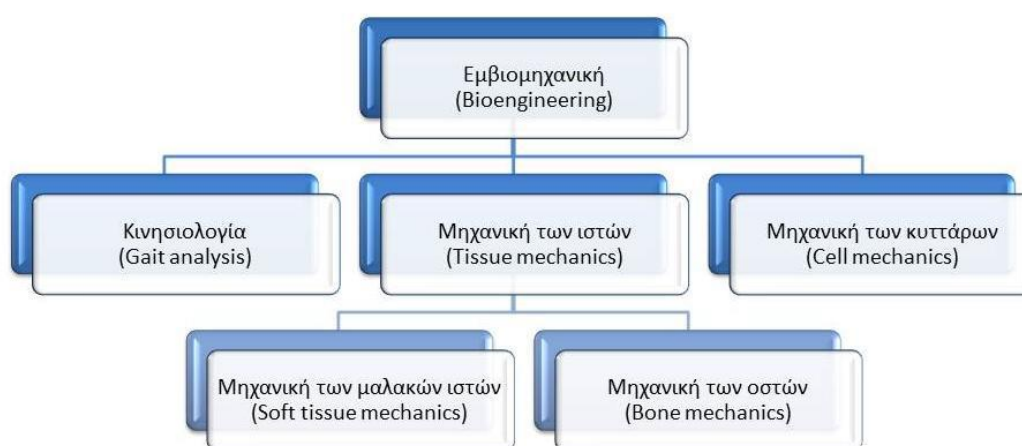 Εμβιομηχανική
(Bioengineering)
Κινησιολογία
(Gait analysis)
Μηχανική των ιστών
(Tissue mechanics)
Μηχανική των κυττάρων
(Cell mechanics)
Μηχανική των μαλακών ιστών
(Soft tissue mechanics)
Μηχανική των οστών
(Bone mechanics)